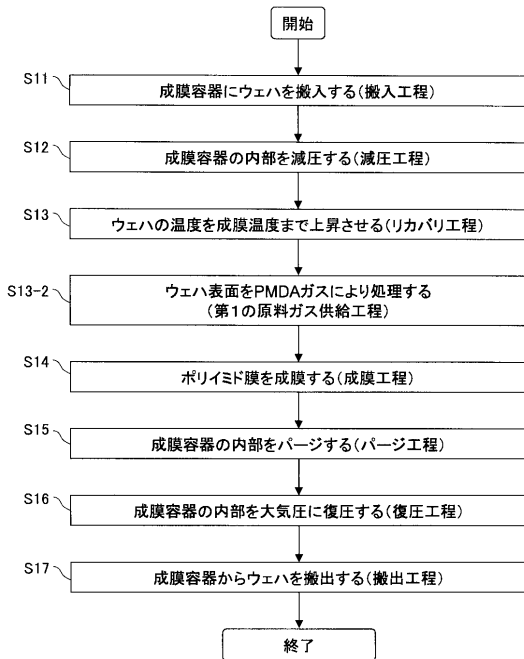 開始
S11
成膜容器にウェハを搬入する(搬入工程)
S12
成膜容器の内部を減圧する(減圧工程)
S13
ウェハの温度を成膜温度まで上昇させる(リカバリ工程)
S13-2
ウェハ表面をPMDAガスにより処理する
(第1の原料ガス供給工程)
S14
ポリイミド膜を成膜する(成膜工程)
S15
成膜容器の内部をパージする(パージ工程)
S16
成膜容器の内部を大気圧に復圧する(復圧工程)
S17
成膜容器からウェハを搬出する(搬出工程)
終了